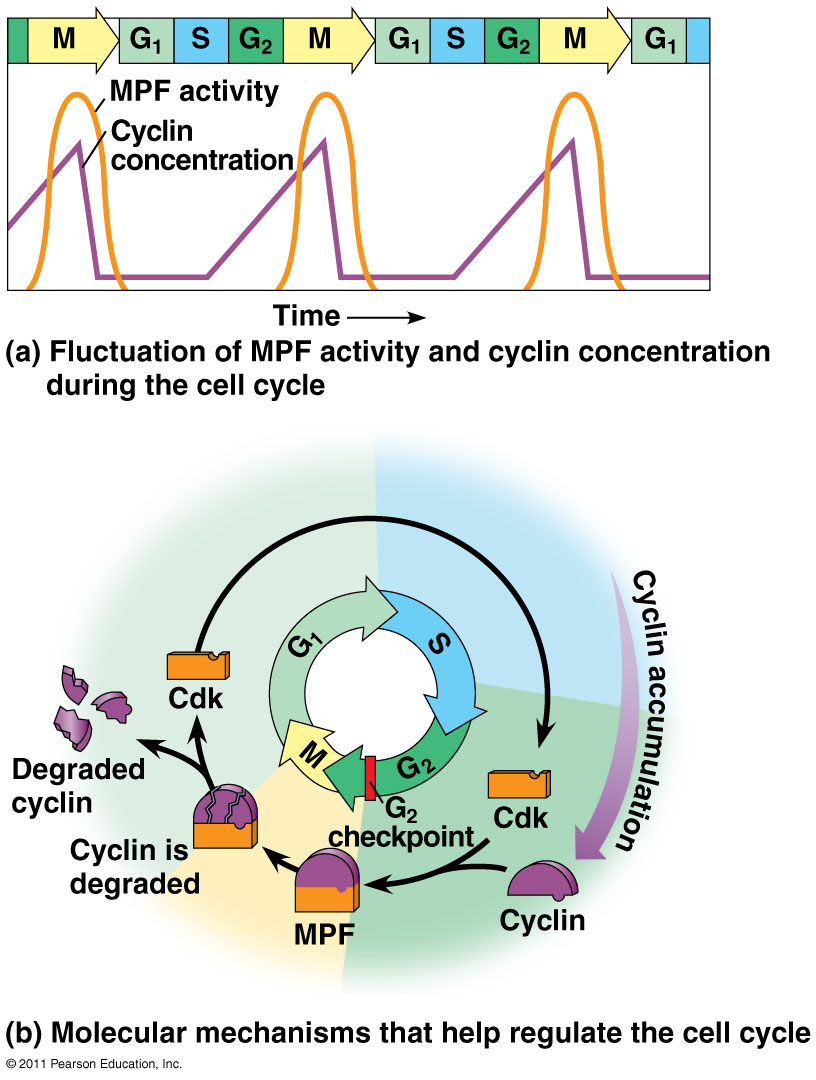 M G₁ S G₂ M G₁ S G₂ M G₁
MPF activity
Cyclin
concentration
Time
(a) Fluctuation of MPF activity and cyclin concentration
during the cell cycle
Cyclin accumulation
G₁
S
Cdk
M
G₂
Degraded
cyclin
G₂
checkpoint
Cdk
Cyclin is
degraded
MPF
Cyclin
(b) Molecular mechanisms that help regulate the cell cycle
© 2011 Pearson Education, Inc.